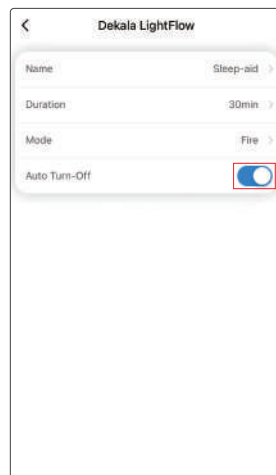 Dekala LightFlow
Name Sleep-aid
Duration 30min
Mode Fire
Auto Turn-Off